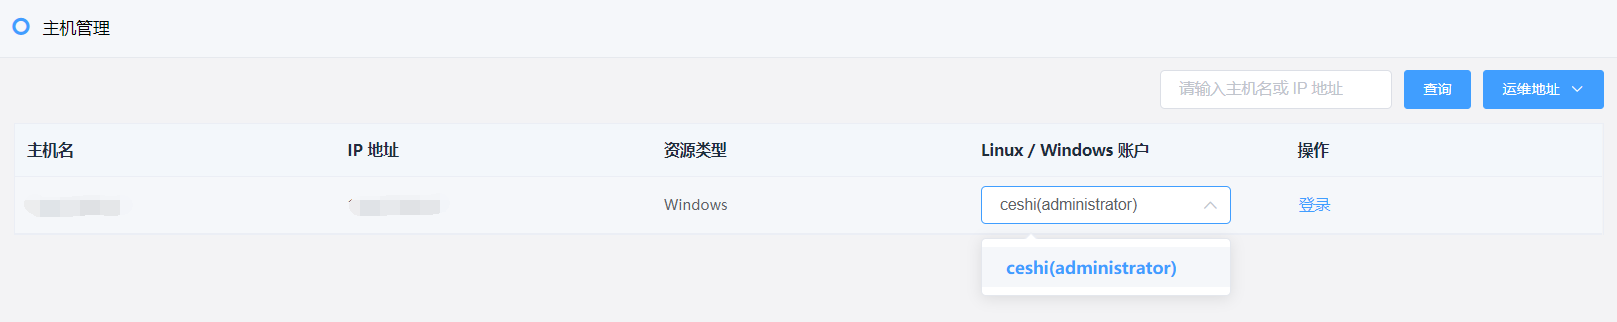 主机管理
请输入主机名或 IP 地址 查询 运维地址
主机名 IP 地址 资源类型 Linux / Windows 账户 操作
Windows ceshi(administrator) 登录
ceshi(administrator)